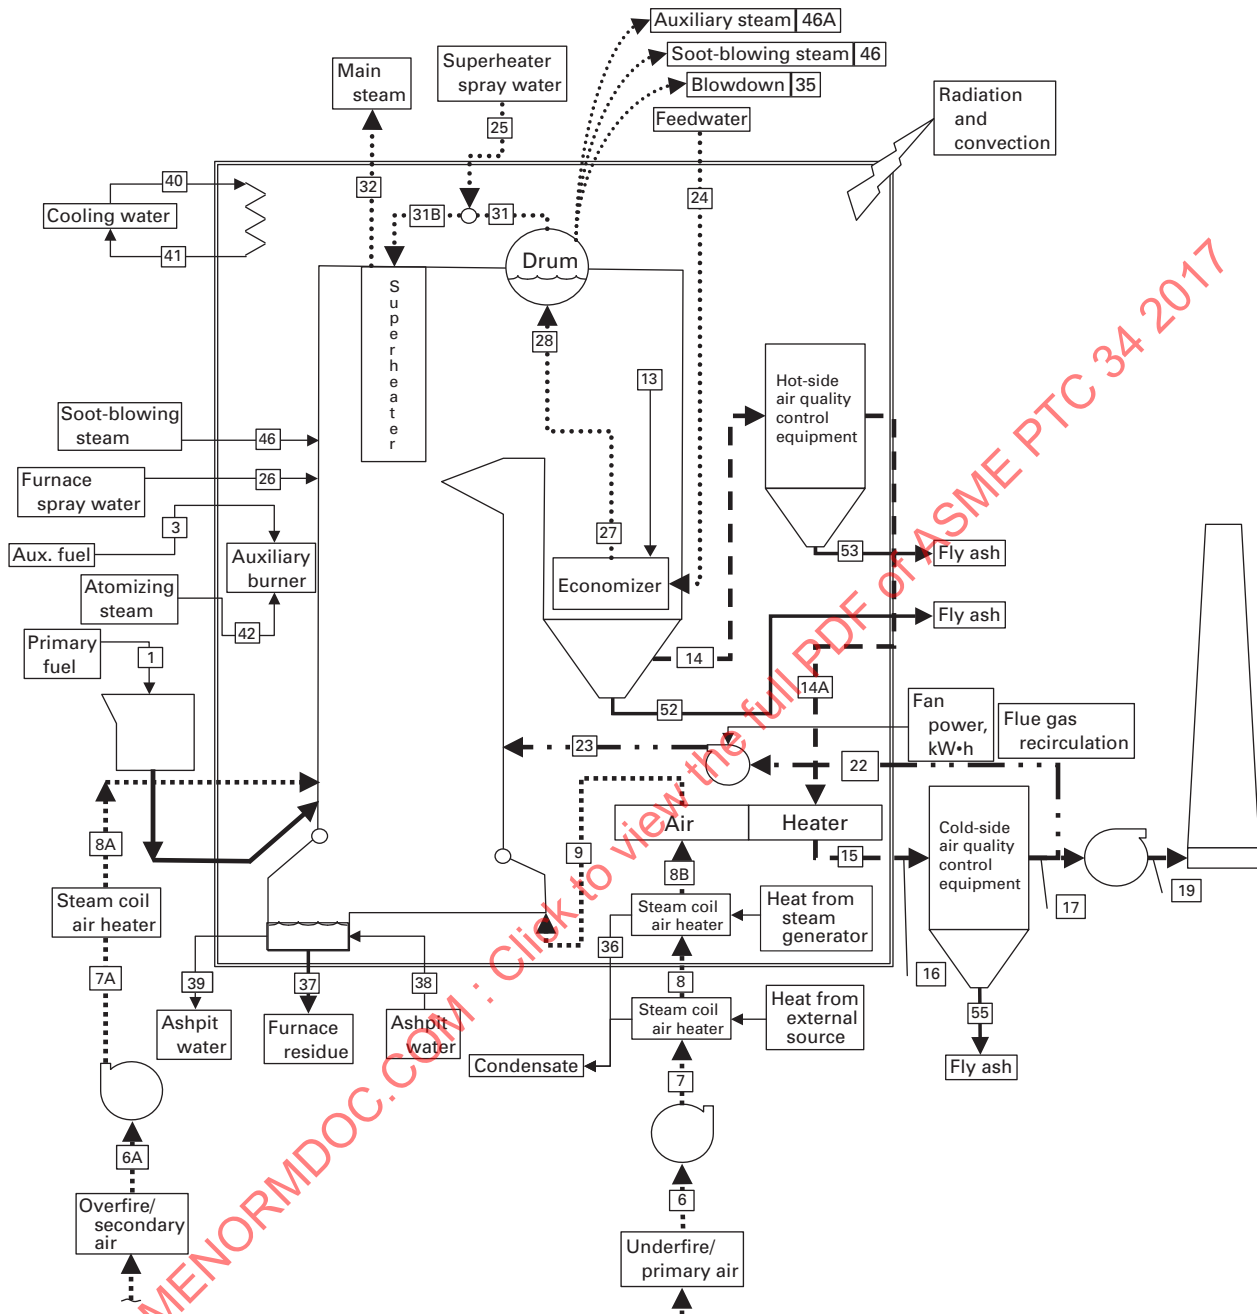 Auxiliary steam 46A
Soot-blowing steam 46
Blowdown 35
Superheater
spray water
Main
steam
Feedwater
Radiation
and
convection
25
40
32
24
31B
31
Cooling water
41
Drum
Superheater
28
13
Hot-side
air quality
control
equipment
Soot-blowing
steam
46
Furnace
spray water
26
3
27
Aux. fuel
Auxiliary
burner
53
Fly ash
Economizer
Atomizing
steam
42
Fly ash
Primary
fuel
1
14
14A
52
Fan
power,
kW•h
Flue gas
recirculation
23
22
Air
Heater
Cold-side
air quality
control
equipment
8A
9
15
8B
Steam coil
air heater
Steam coil
air heater
Heat from
steam
generator
17
19
36
16
7A
39
37
38
8
Ashpit
water
Furnace
residue
Ashpit
water
Steam coil
air heater
Heat from
external
source
55
Condensate
Fly ash
7
6A
6
Overfire/
secondary
air
Underfire/
primary air
MENORMDOC.COM : Click to view the full PDF of ASME PTC 34 2017